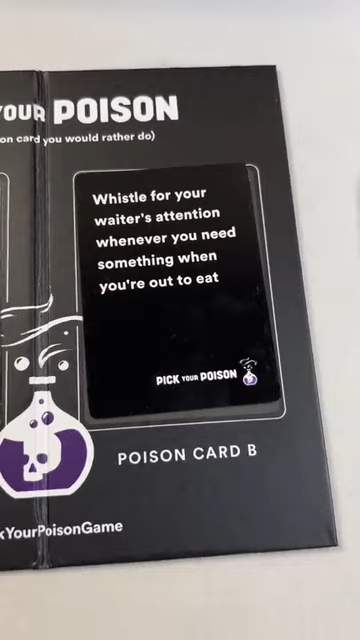 YOUR POISON
on card you would rather do)
Whistle for your
waiter's attention
whenever you need
something when
you're out to eat
PICK YOUR POISON
POISON CARD B
kYourPoisonGame